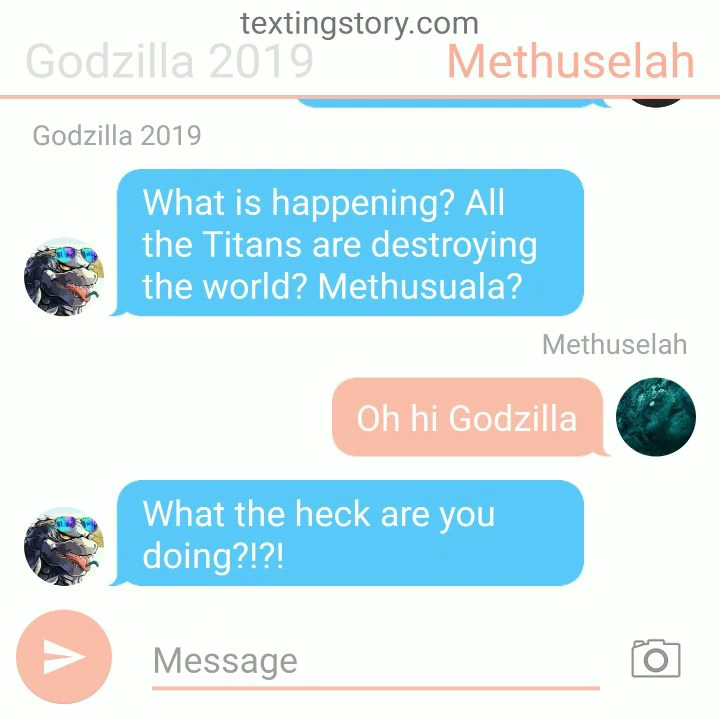 textingstory.com
Godzilla 2019 Methuselah
Godzilla 2019
What is happening? All
the Titans are destroying
the world? Methusuala?
Methuselah
Oh hi Godzilla
What the heck are you
doing?!?!
Message